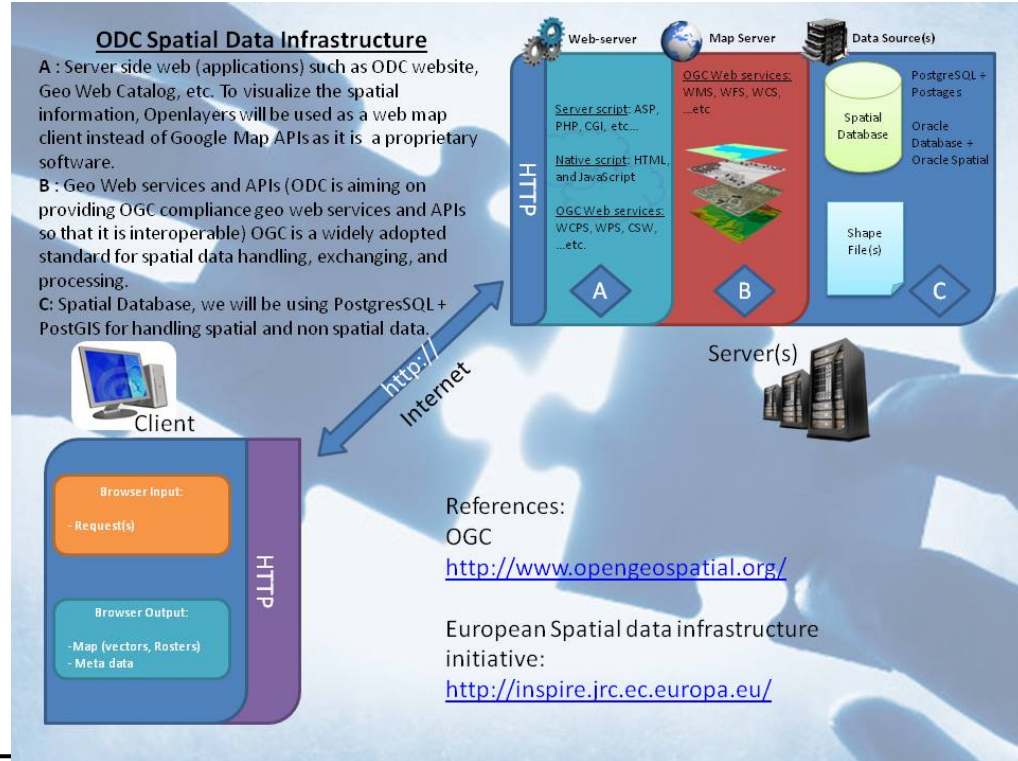 ODC Spatial Data Infrastructure
A : Server side web (applications) such as ODC website,
Geo Web Catalog, etc. To visualize the spatial
information, Openlayers will be used as a web map
client instead of Google Map APIs as it is a proprietary
software.
B : Geo Web services and APIs (ODC is aiming on
providing OGC compliance geo web services and APIs
so that it is interoperable) OGC is a widely adopted
standard for spatial data handling, exchanging, and
processing.
C: Spatial Database, we will be using PostgresSQL +
PostGIS for handling spatial and non spatial data.
Web-server
Map Server
Data Source(s)
HTTP
Server script: ASP,
PHP, CGI, etc...
Native script: HTML,
and JavaScript
OGC Web services:
WCPS, WPS, CSW,
...etc.
A
OGC Web services:
WMS, WFS, WCS,
...etc
B
Spatial
Database
PostgreSQL +
Postages
Oracle
Database +
Oracle Spatial
Shape
File(s)
C
Server(s)
http://
Internet
Client
Browser Input:
- Request(s)
Browser Output:
-Map (vectors, Rosters)
- Meta data
HTTP
References:
OGC
http://www.opengeospatial.org/
European Spatial data infrastructure
initiative:
http://inspire.jrc.ec.europa.eu/